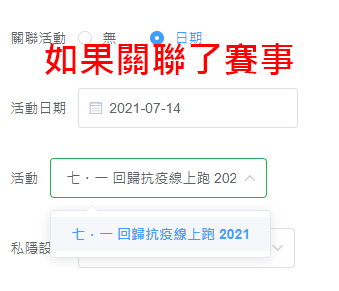 關聯活動 無 日期
如果關聯了賽事
活動日期 2021-07-14
活動 七·一 回歸抗疫線上跑 202
七·一 回歸抗疫線上跑 2021
私隱設